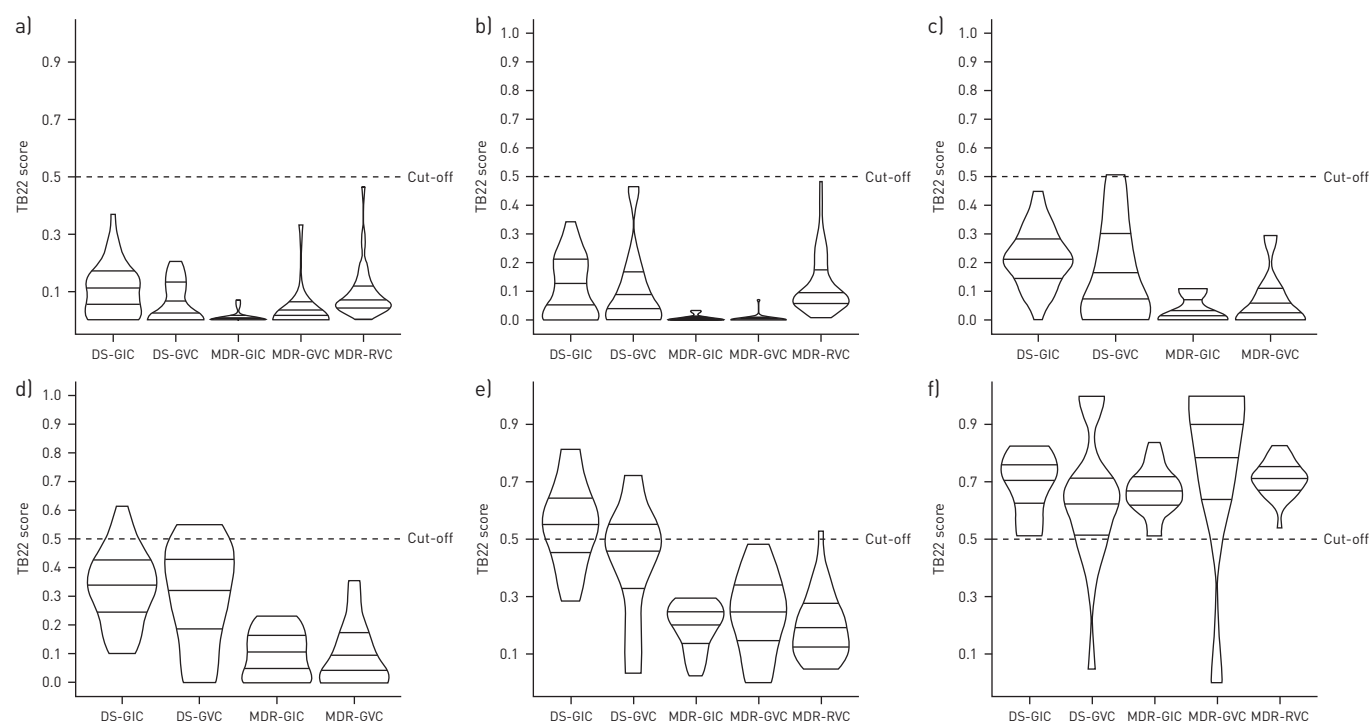 a)
TB22 score
0.9
0.7
0.5
0.3
0.1
Cut-off
DS-GIC DS-GVC MDR-GIC MDR-GVC MDR-RVC
b)
TB22 score
1.0
0.9
0.8
0.7
0.6
0.5
0.4
0.3
0.2
0.1
0.0
Cut-off
DS-GIC DS-GVC MDR-GIC MDR-GVC MDR-RVC
c)
TB22 score
1.0
0.9
0.8
0.7
0.6
0.5
0.4
0.3
0.2
0.1
0.0
Cut-off
DS-GIC DS-GVC MDR-GIC MDR-GVC
d)
TB22 score
1.0
0.9
0.8
0.7
0.6
0.5
0.4
0.3
0.2
0.1
0.0
Cut-off
DS-GIC DS-GVC MDR-GIC MDR-GVC
e)
TB22 score
0.9
0.7
0.5
0.3
0.1
Cut-off
DS-GIC DS-GVC MDR-GIC MDR-GVC MDR-RVC
f)
TB22 score
0.9
0.7
0.5
0.3
0.1
Cut-off
DS-GIC DS-GVC MDR-GIC MDR-GVC MDR-RVC